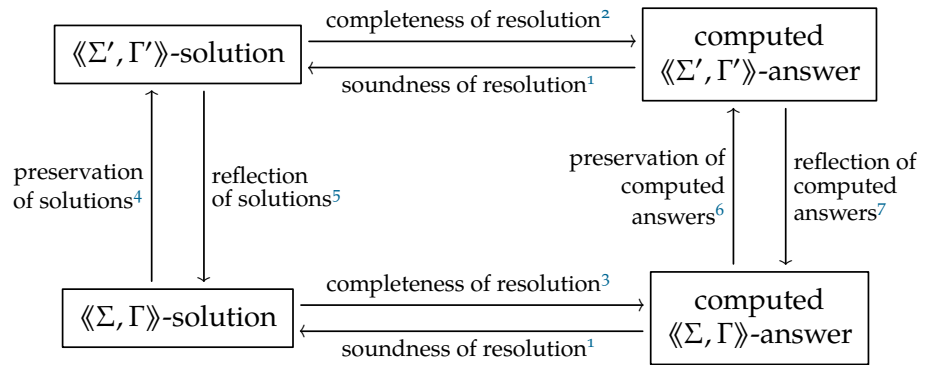 completeness of resolution²
⟪Σ′, Γ′⟫-solution
computed
⟪Σ′, Γ′⟫-answer
soundness of resolution¹
preservation
of solutions⁴
reflection
of solutions⁵
preservation of
computed
answers⁶
reflection of
computed
answers⁷
completeness of resolution³
⟪Σ, Γ⟫-solution
computed
⟪Σ, Γ⟫-answer
soundness of resolution¹